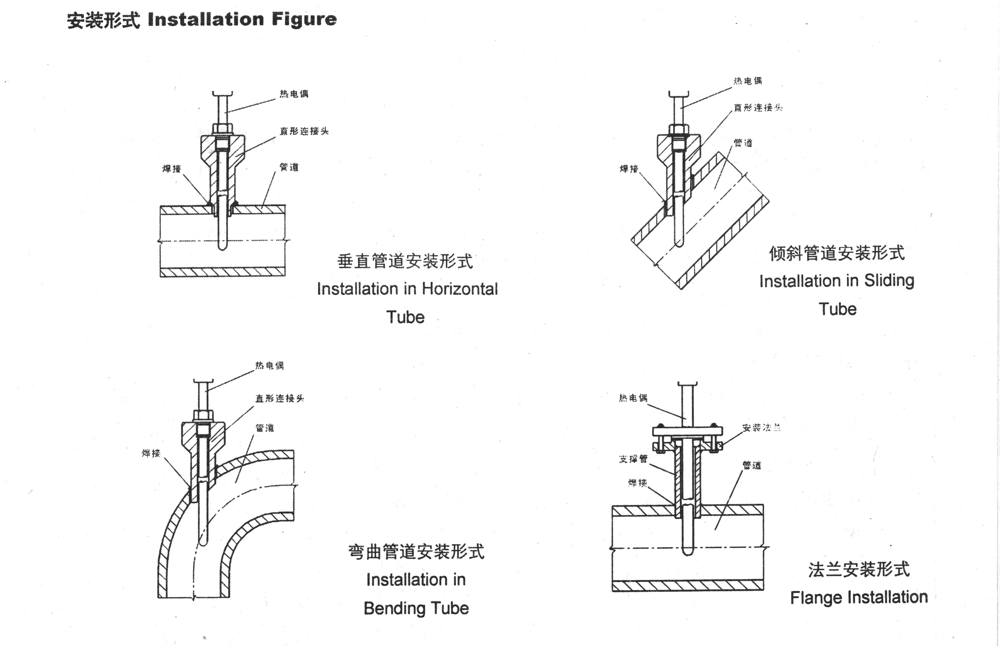 安装形式 Installation Figure
热电偶
直形连接头
焊接
管道
垂直管道安装形式
Installation in Horizontal
Tube
热电偶
直形连接头
管道
焊接
倾斜管道安装形式
Installation in Sliding
Tube
热电偶
直形连接头
管道
焊接
弯曲管道安装形式
Installation in
Bending Tube
热电偶
安装法兰
支撑管
管道
焊接
法兰安装形式
Flange Installation